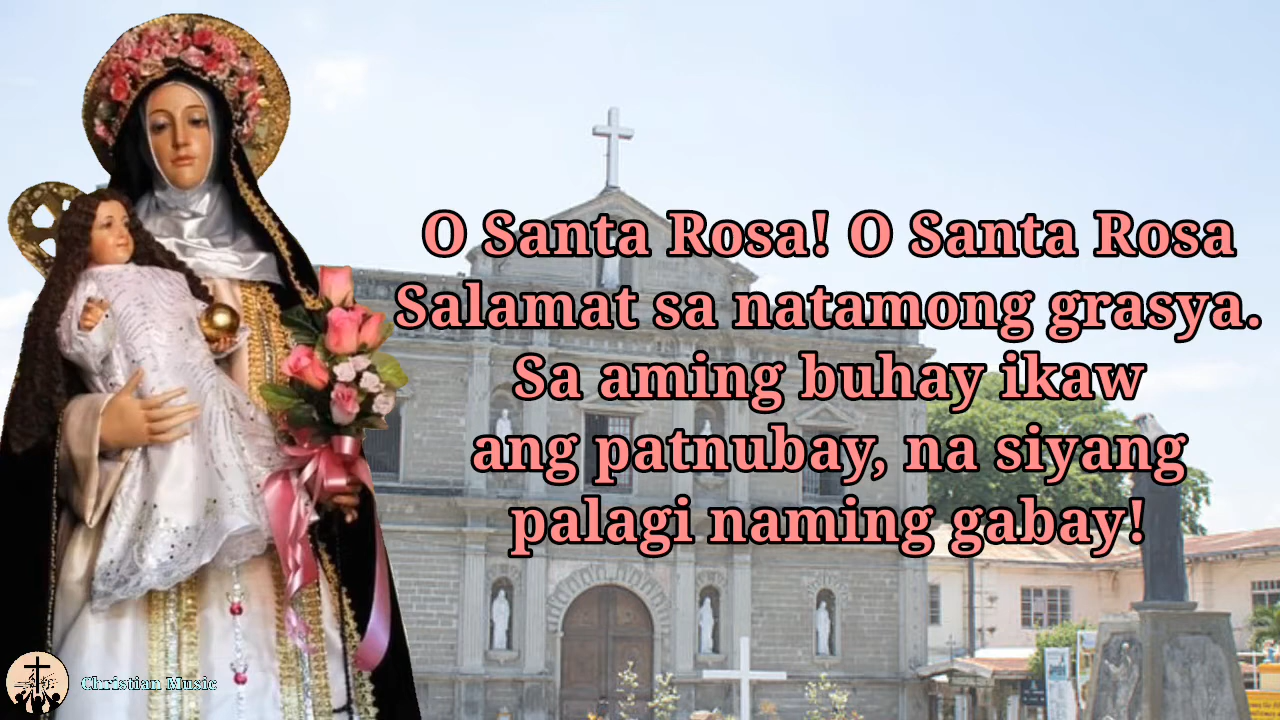 O Santa Rosa! O Santa Rosa
Salamat sa natamong grasya.
Sa aming buhay ikaw
ang patnubay, na siyang
palagi naming gabay!
Christian Music